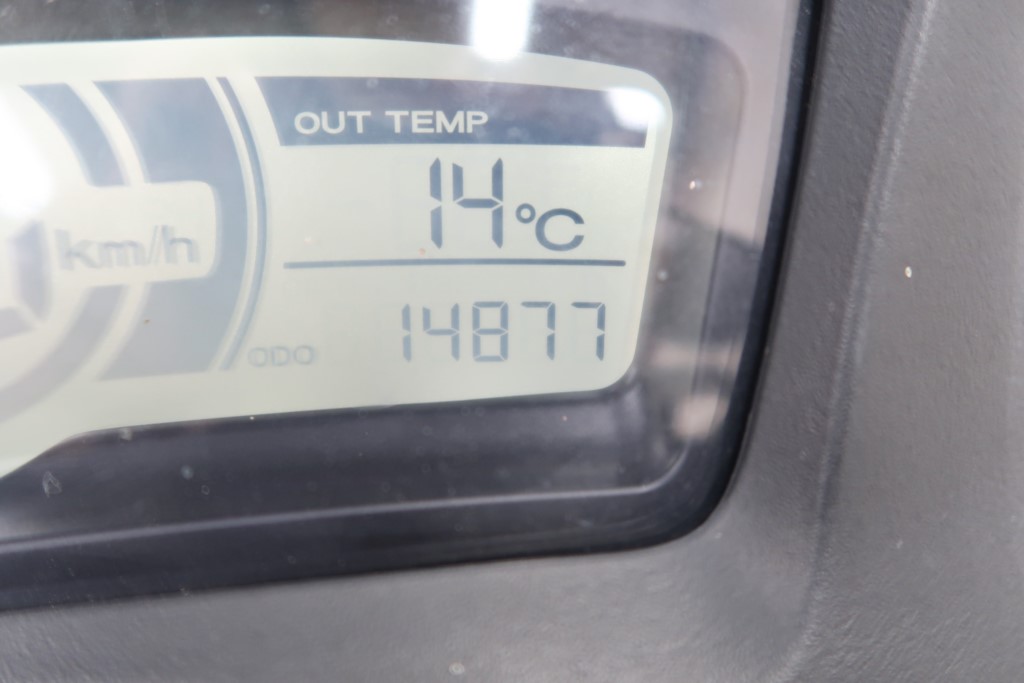 OUT TEMP
14 °C
km/h
ODO 14877